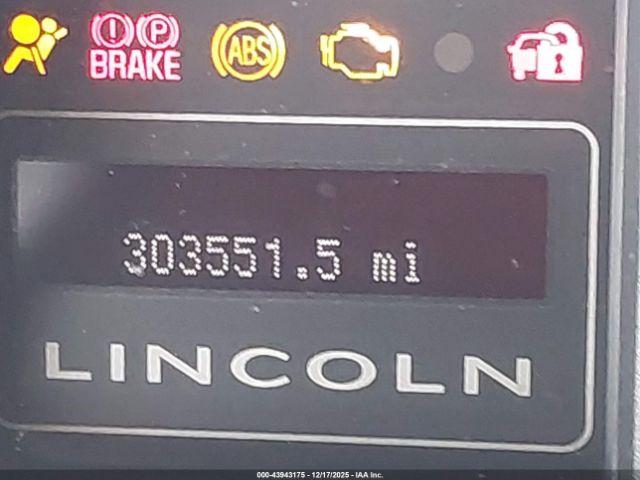 BRAKE
ABS
303551.5 mi
LINCOLN
000-43943175 - 12/17/2025 - IAA Inc.